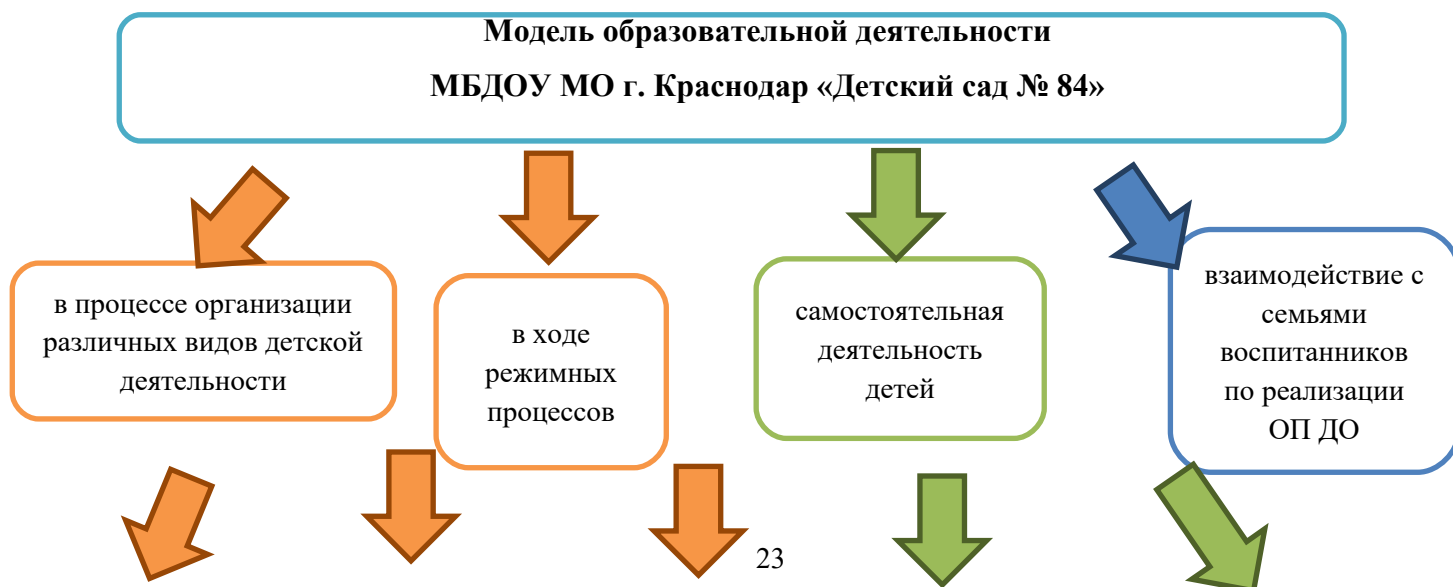 Модель образовательной деятельности
МБДОУ МО г. Краснодар «Детский сад № 84»
в процессе организации
различных видов детской
деятельности
в ходе
режимных
процессов
самостоятельная
деятельность
детей
взаимодействие с
семьями
воспитанников
по реализации
ОП ДО
23